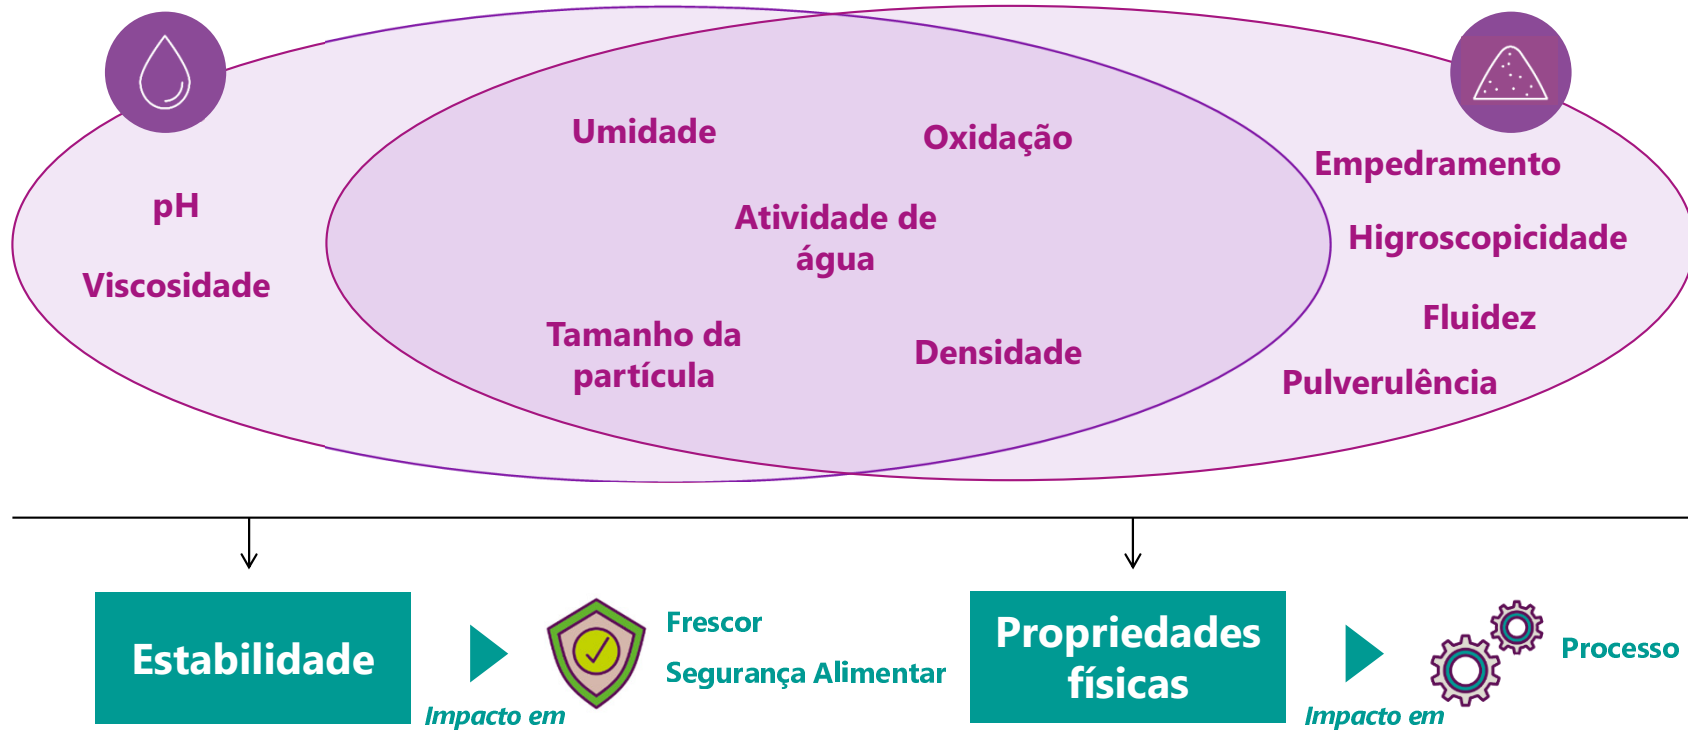 pH
Viscosidade
Umidade
Oxidação
Atividade de
água
Tamanho da
partícula
Densidade
Empedramento
Higroscopicidade
Fluidez
Pulverulência
Estabilidade
Impacto em
Frescor
Segurança Alimentar
Propriedades
físicas
Impacto em
Processo